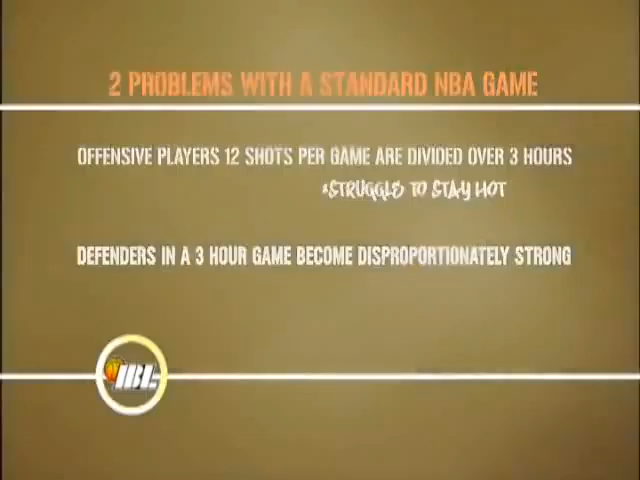 2 PROBLEMS WITH A STANDARD NBA GAME
OFFENSIVE PLAYERS 12 SHOTS PER GAME ARE DIVIDED OVER 3 HOURS
*STRUGGLE TO STAY HOT
DEFENDERS IN A 3 HOUR GAME BECOME DISPROPORTIONATELY STRONG
IBL